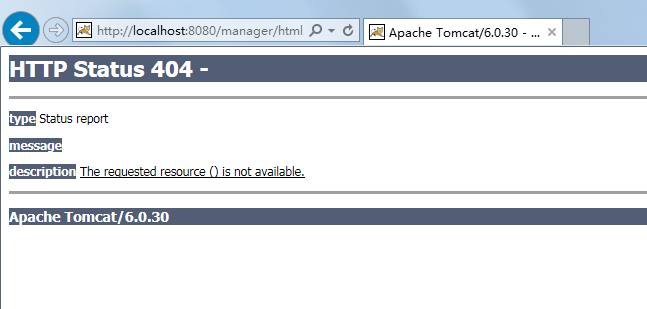 http://localhost:8080/manager/html
Apache Tomcat/6.0.30 - ...
HTTP Status 404 -
type Status report
message
description The requested resource () is not available.
Apache Tomcat/6.0.30